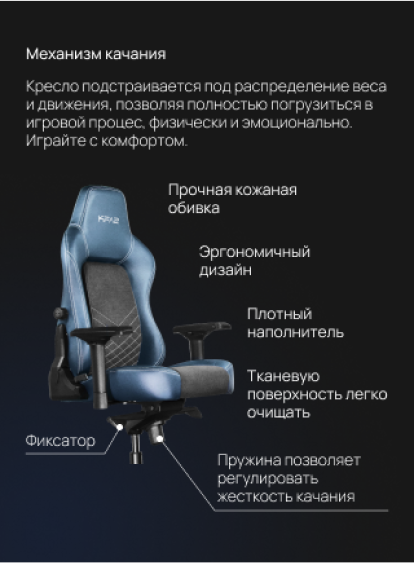 Механизм качания
Кресло подстраивается под распределение веса
и движения, позволяя полностью погрузиться в
игровой процес, физически и эмоционально.
Играйте с комфортом.
Прочная кожаная
обивка
Эргономичный
дизайн
Плотный
наполнитель
Тканевую
поверхность легко
очищать
Фиксатор
Пружина позволяет
регулировать
жесткость качания